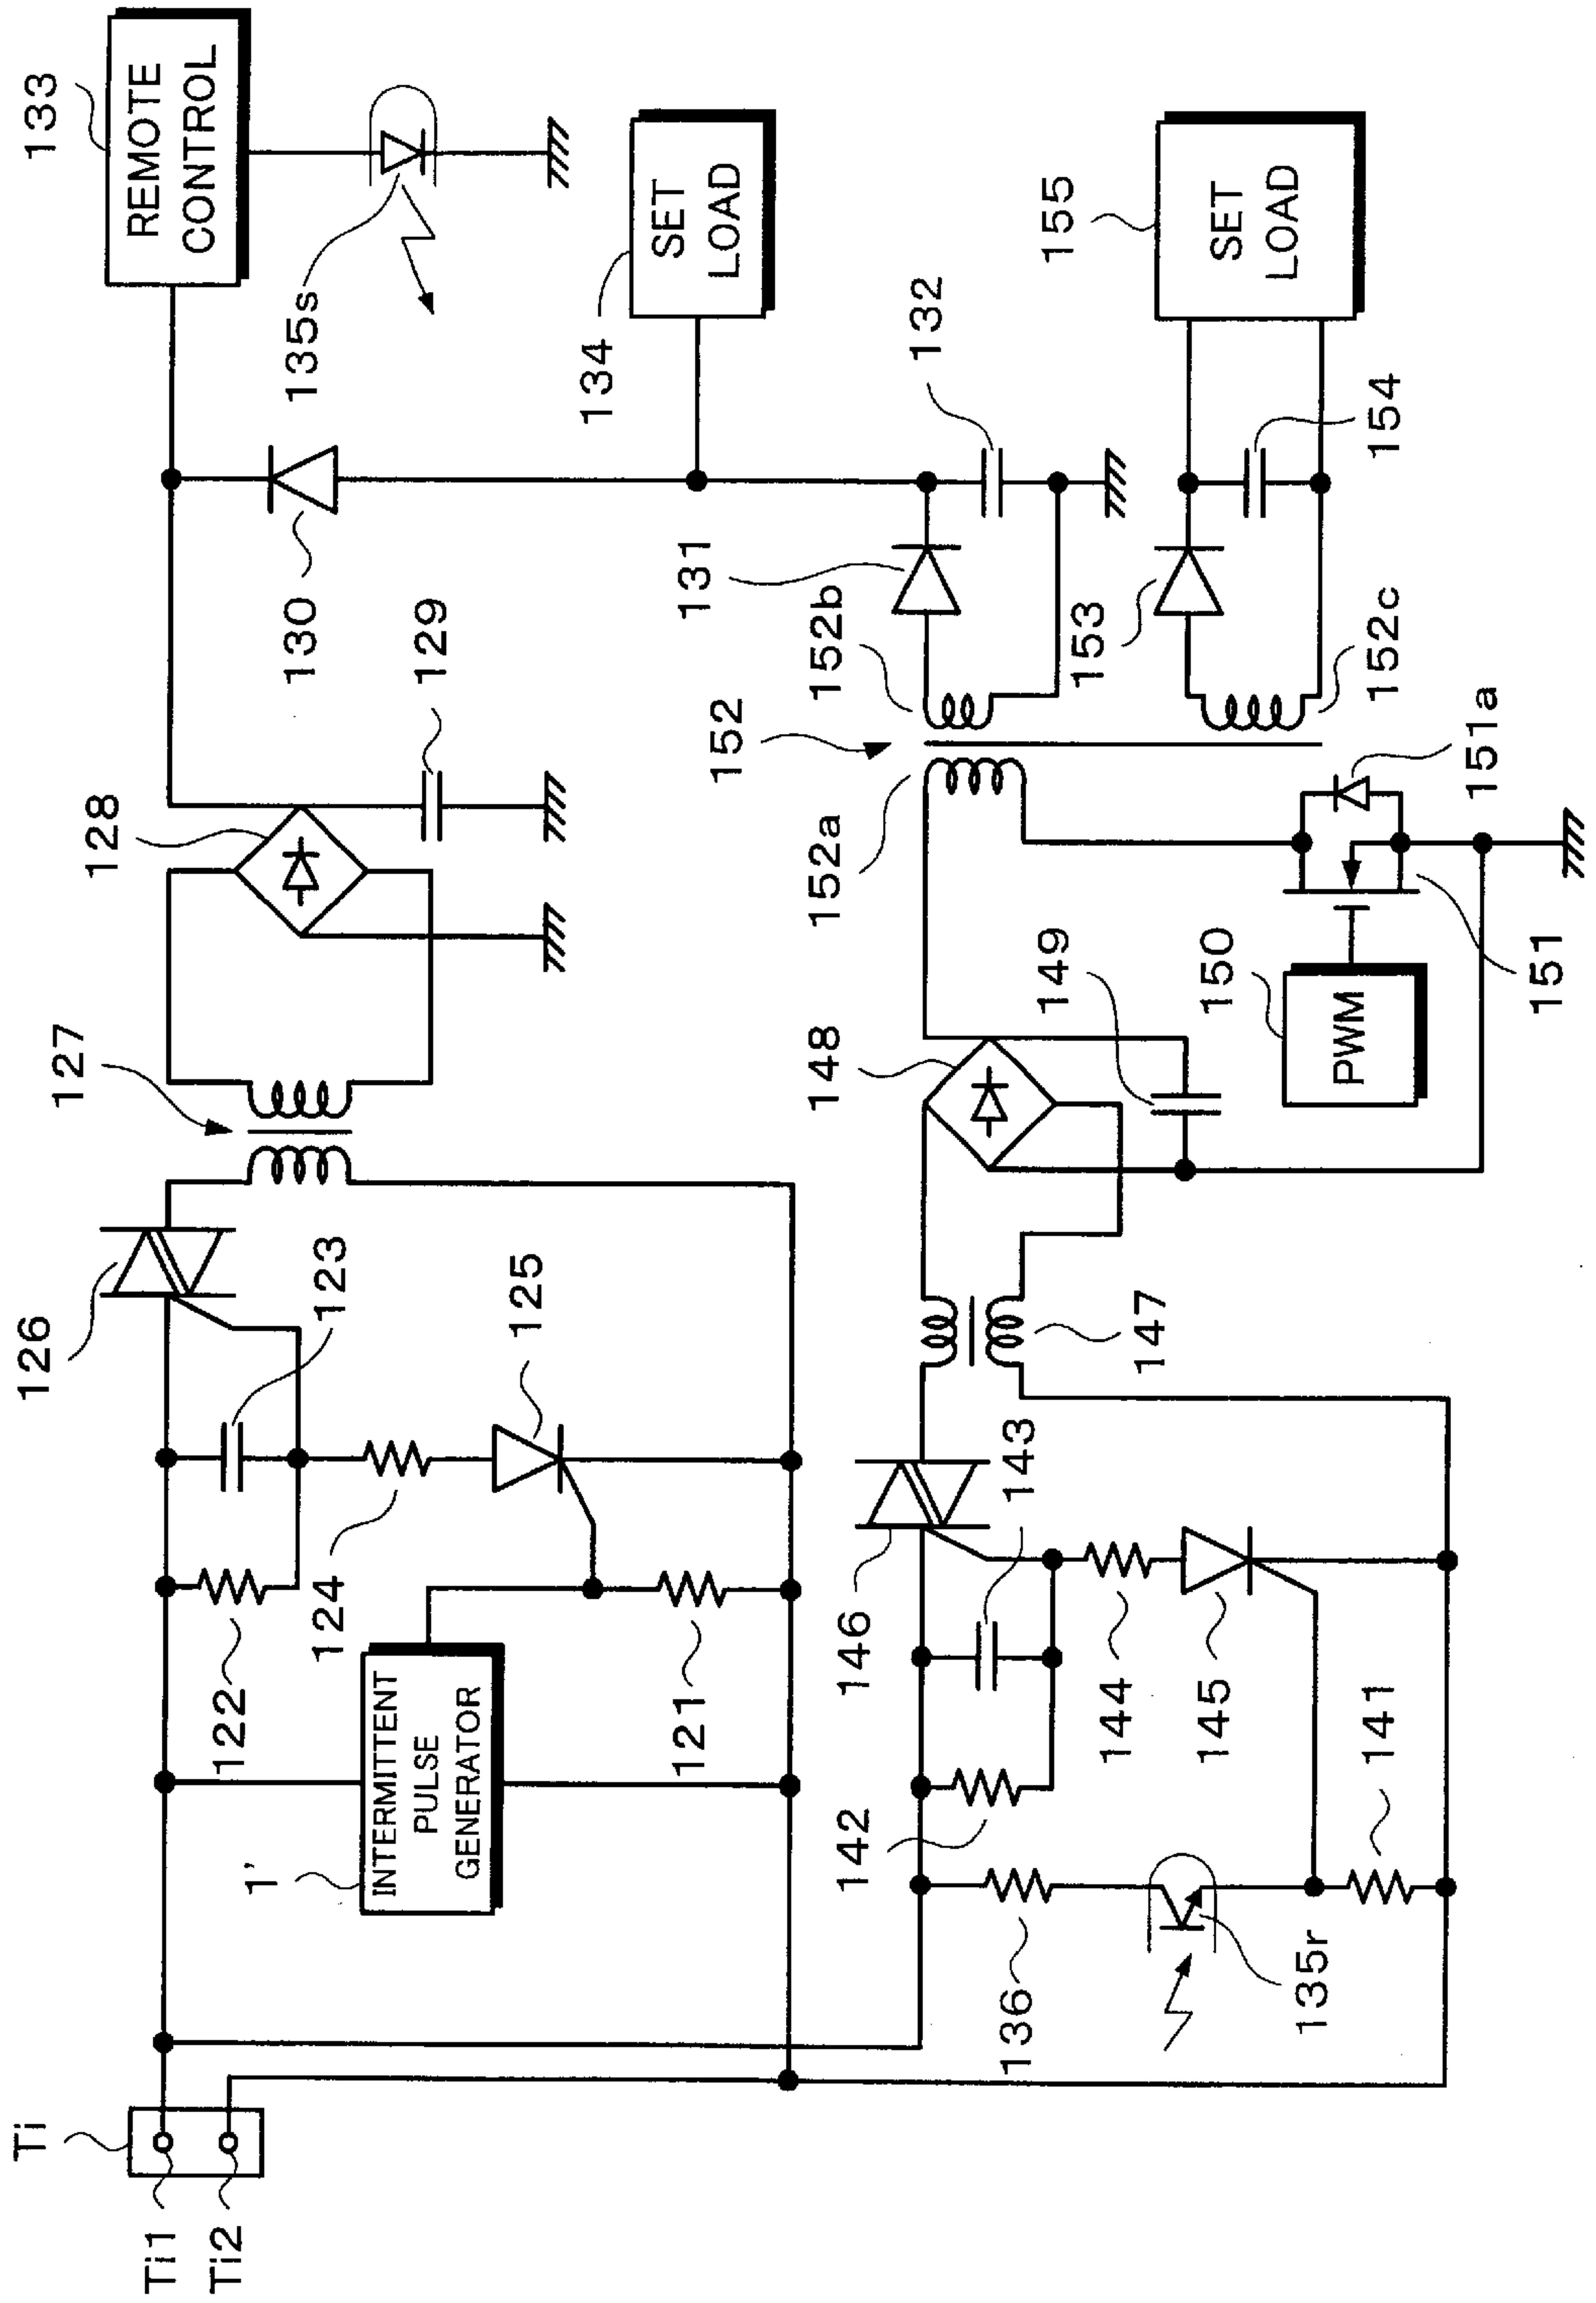 133
REMOTE
CONTROL
135s
134
SET
LOAD
132
155
SET
LOAD
154
130
129
131
152b
153
152c
152
128
152a
151a
127
148
149
150
PWM
151
126
123
125
147
122
124
121
143
146
144
145
141
1'
INTERMITTENT
PULSE
GENERATOR
142
136
135r
Ti
Ti1
Ti2